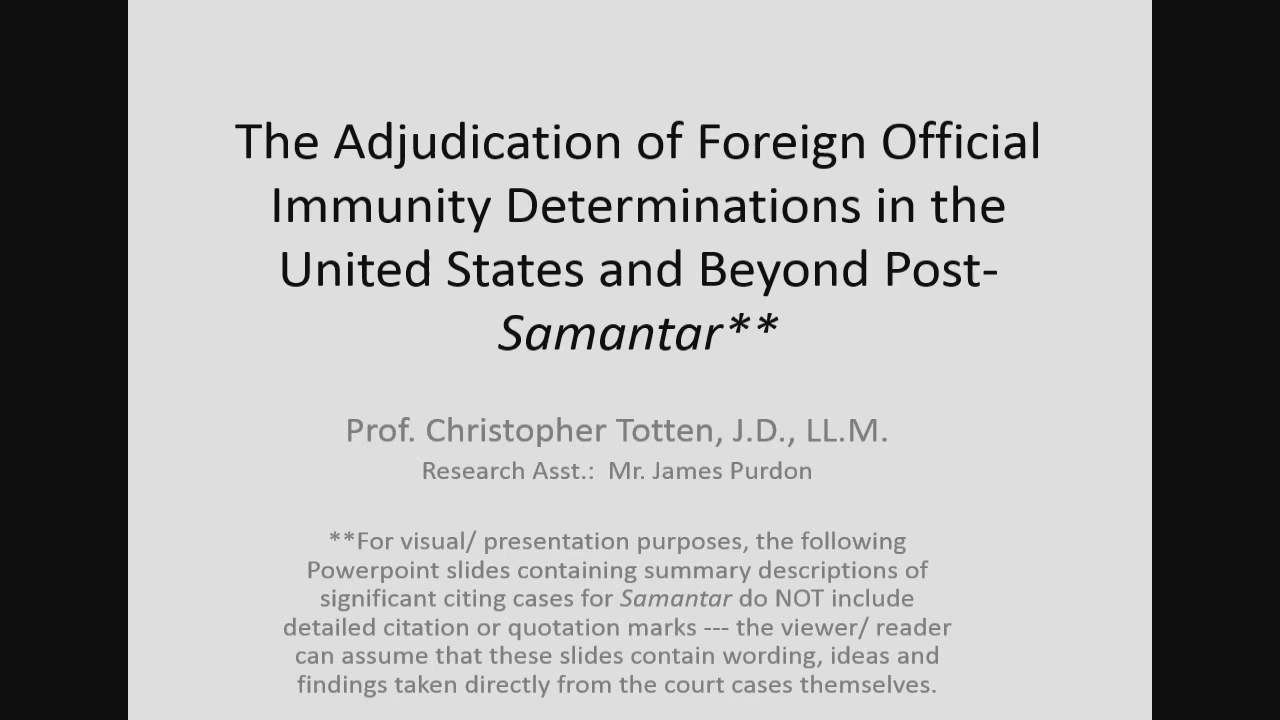 The Adjudication of Foreign Official
Immunity Determinations in the
United States and Beyond Post-
Samantar**
Prof. Christopher Totten, J.D., LL.M.
Research Asst.: Mr. James Purdon
**For visual/ presentation purposes, the following
Powerpoint slides containing summary descriptions of
significant citing cases for Samantar do NOT include
detailed citation or quotation marks --- the viewer/ reader
can assume that these slides contain wording, ideas and
findings taken directly from the court cases themselves.